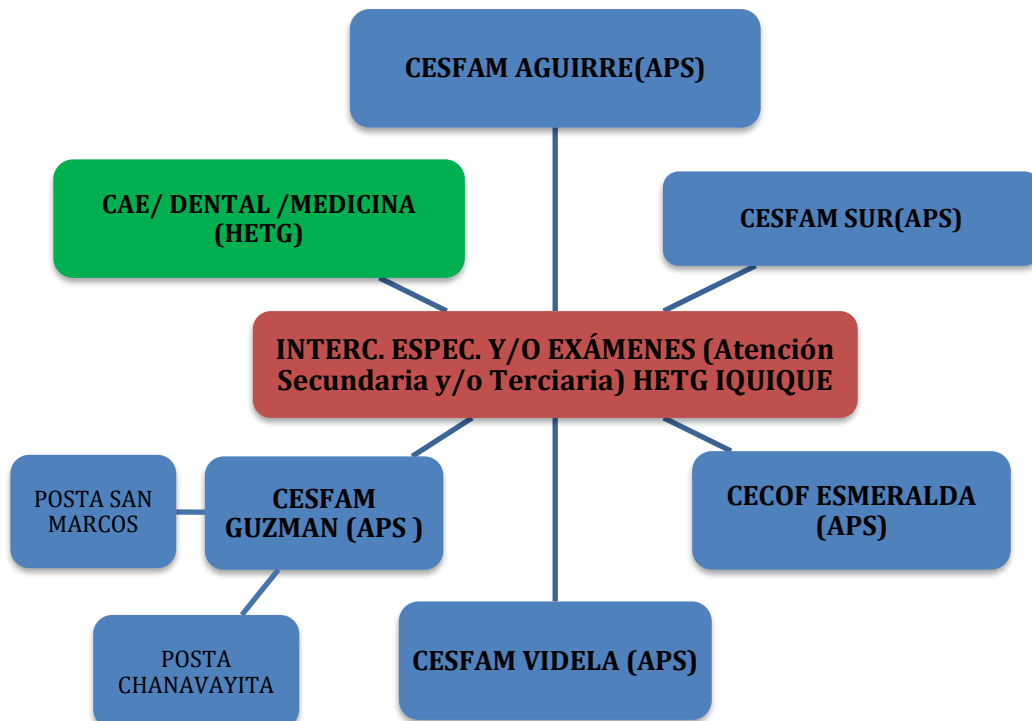 CESFAM AGUIRRE(APS)
CAE/ DENTAL /MEDICINA
(HETG)
CESFAM SUR(APS)
INTERC. ESPEC. Y/O EXÁMENES (Atención
Secundaria y/o Terciaria) HETG IQUIQUE
POSTA SAN
MARCOS
CESFAM
GUZMAN (APS )
CECOF ESMERALDA
(APS)
POSTA
CHANAVAYITA
CESFAM VIDELA (APS)